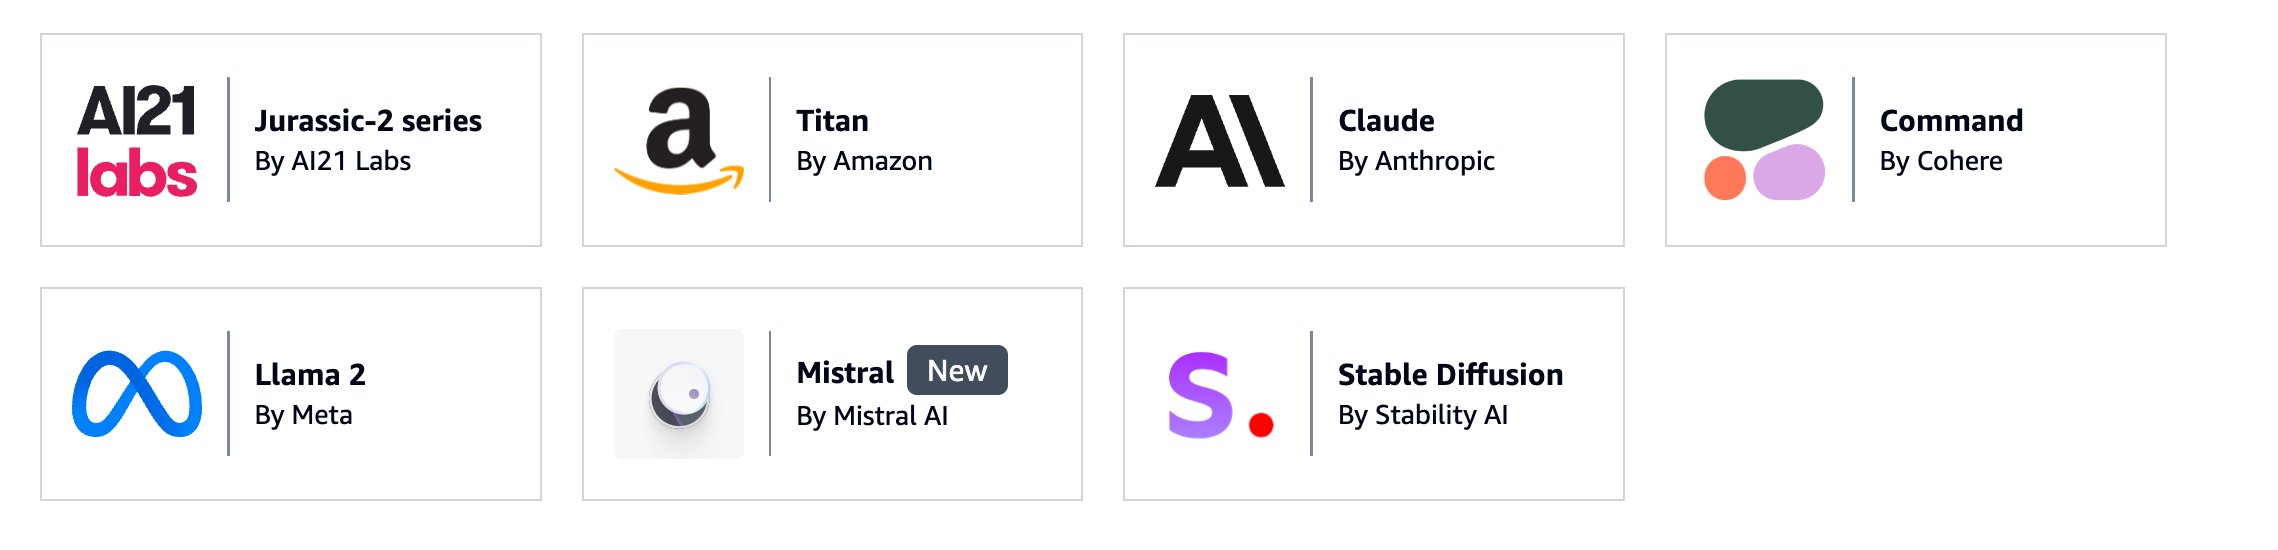 AI21
labs
Jurassic-2 series
By AI21 Labs
a
Titan
By Amazon
A\
Claude
By Anthropic
Command
By Cohere
Llama 2
By Meta
Mistral New
By Mistral AI
S.
Stable Diffusion
By Stability AI